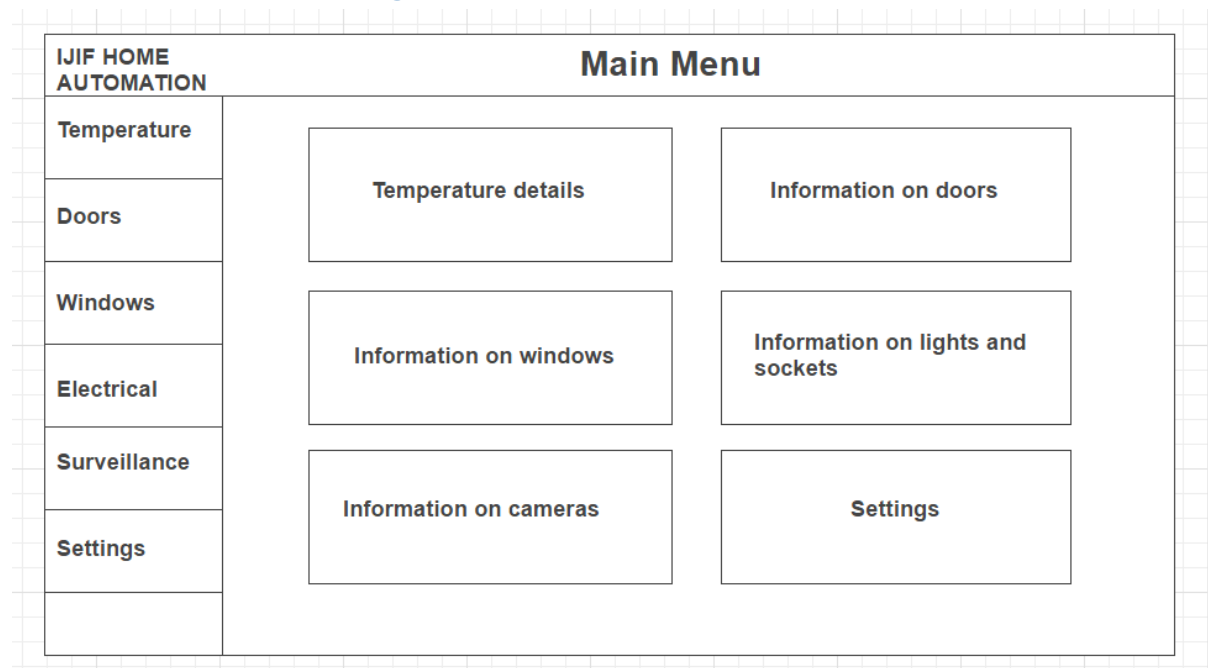 IJIF HOME
AUTOMATION
Main Menu
Temperature
Doors
Windows
Electrical
Surveillance
Settings
Temperature details
Information on doors
Information on windows
Information on lights and
sockets
Information on cameras
Settings